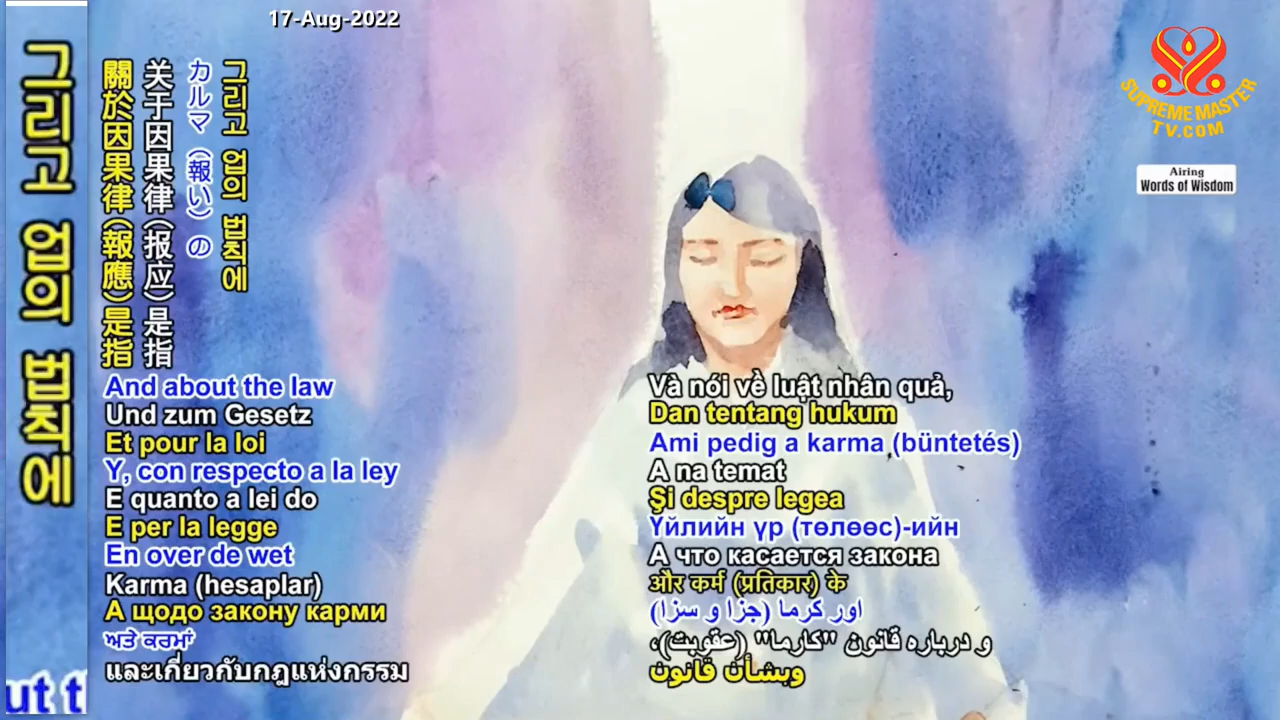 17-Aug-2022
SUPREME MASTER
TV.COM
Airing
Words of Wisdom
그리고 업의 법칙에
그리고 업의 법칙에
カルマ（報い）の
关于因果律（报应）是指
關於因果律（報應）是指
And about the law
Und zum Gesetz
Et pour la loi
Y, con respecto a la ley
E quanto a lei do
E per la legge
En over de wet
Karma (hesaplar)
А щодо закону карми
ਅਤੇ ਕਰਮਾਂ
และเกี่ยวกับกฎแห่งกรรม
ut t
Và nói về luật nhân quả,
Dan tentang hukum
Ami pedig a karma (büntetés)
A na temat
Şi despre legea
Үйлийн үр (төлөөс)-ийн
А что касается закона
और कर्म (प्रतिकार) के
اور کرما (جزا و سزا)
و درباره قانون "کارما" (عقوبت)،
وبشأن قانون